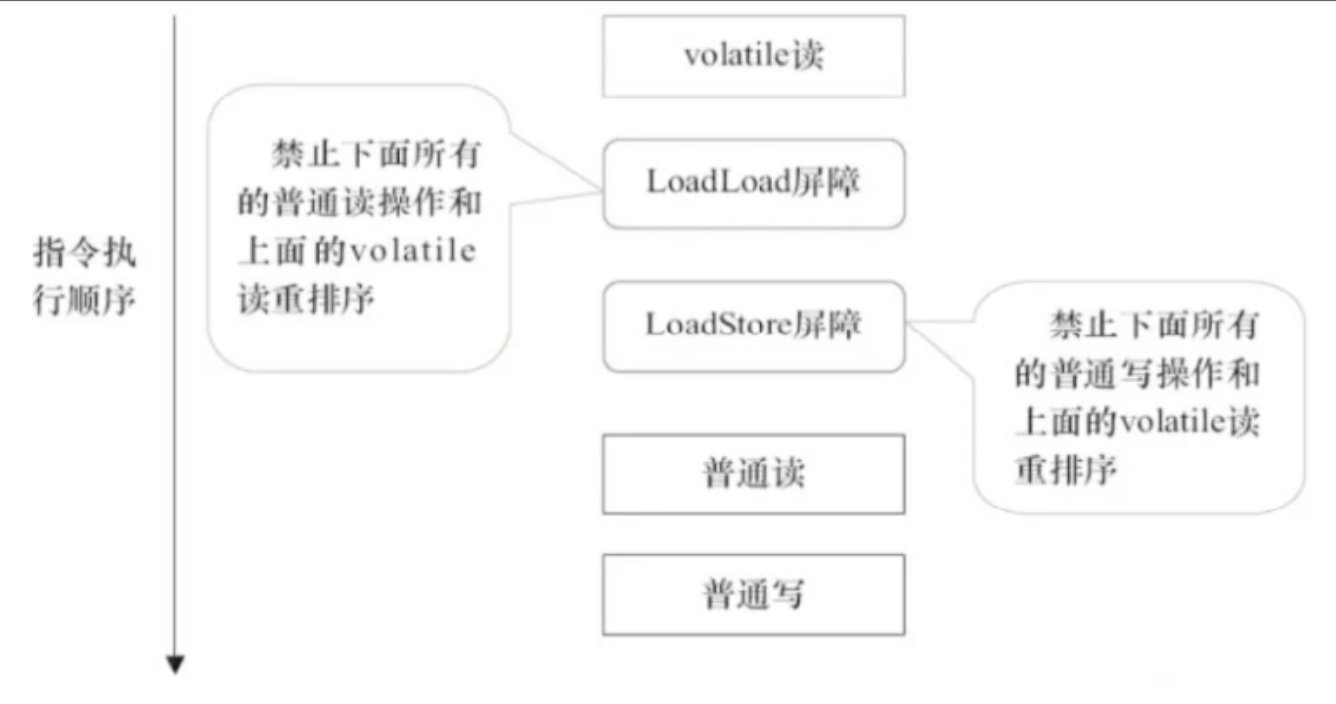 volatile读
禁止下面所有
的普通读操作和
上面的volatile
读重排序
LoadLoad屏障
指令执
行顺序
LoadStore屏障
禁止下面所有
的普通写操作和
上面的volatile读
重排序
普通读
普通写